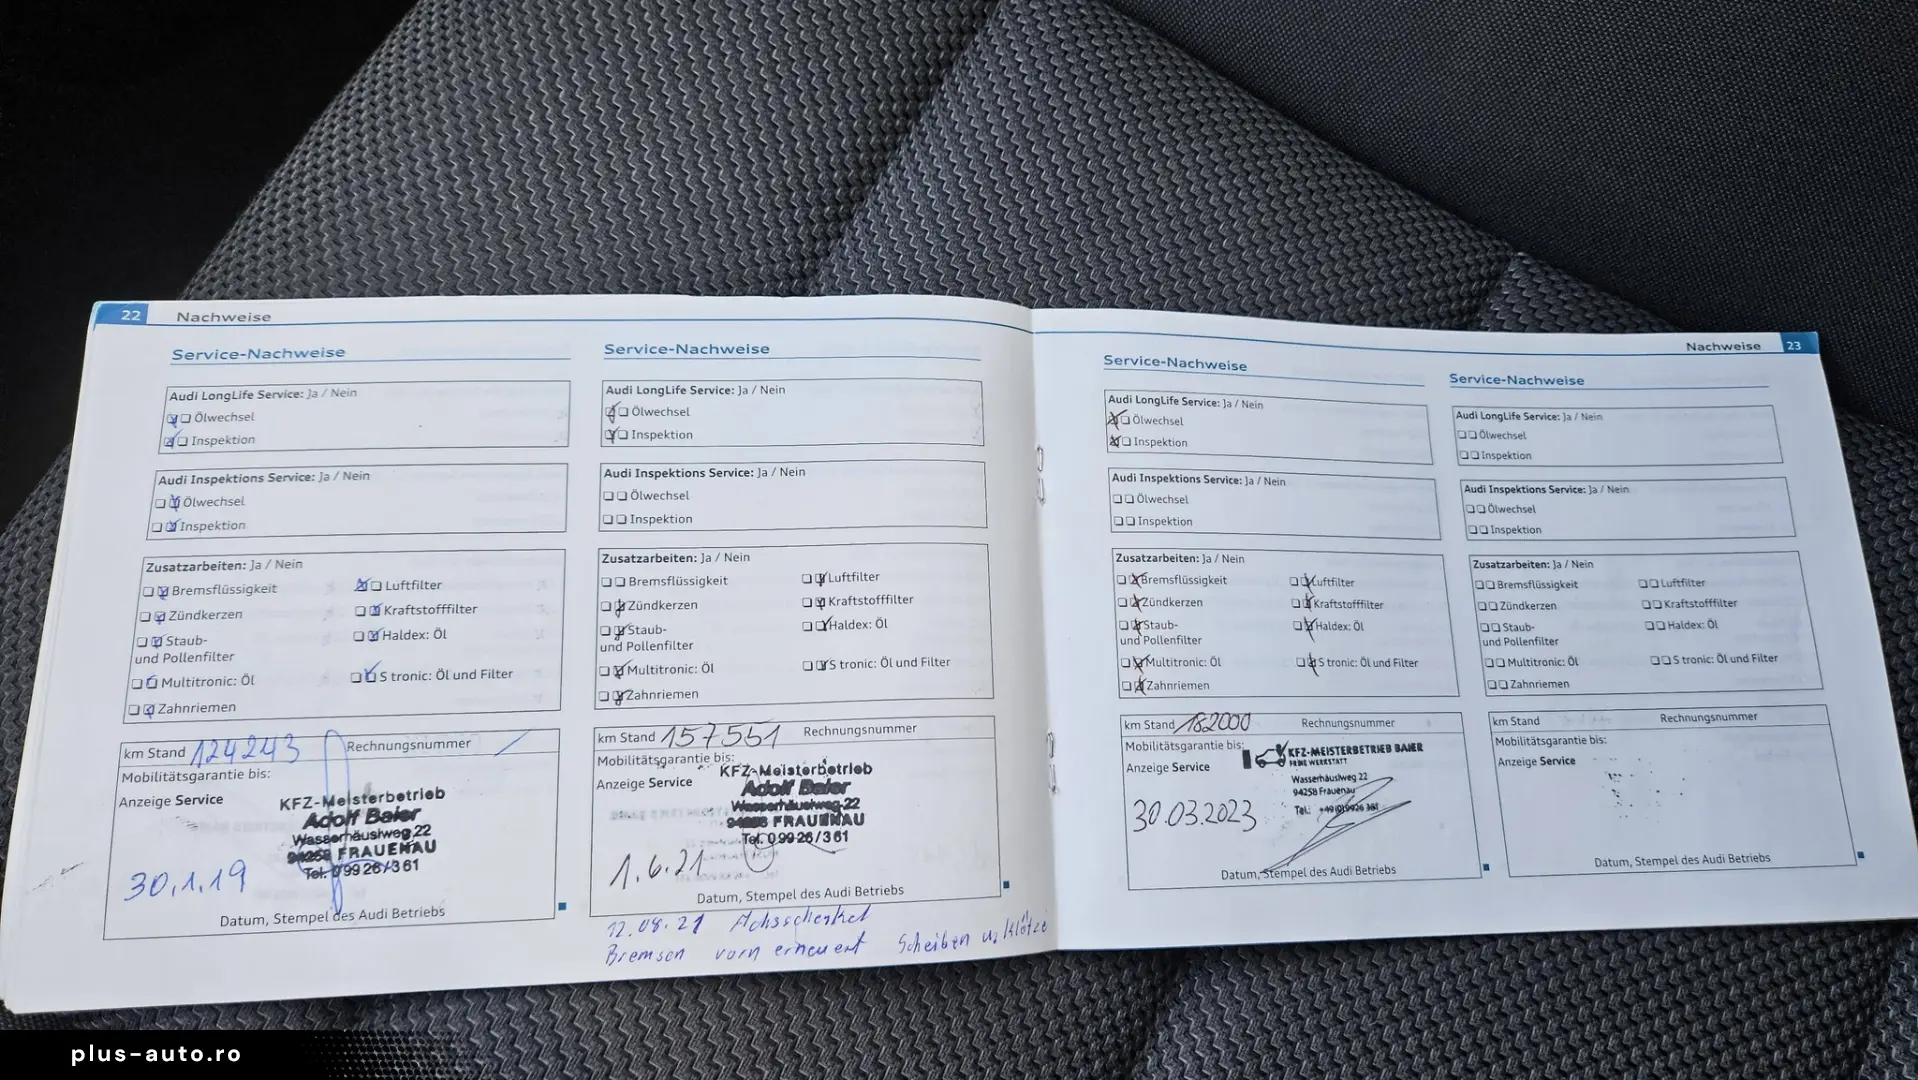 22 Nachweise
Service-Nachweise
Audi LongLife Service: Ja / Nein
Ölwechsel
Inspektion
Audi Inspektions Service: Ja / Nein
Ölwechsel
Inspektion
Zusatzarbeiten: Ja / Nein
Bremsflüssigkeit Luftfilter
Zündkerzen Kraftstofffilter
Staub- Haldex: Öl
und Pollenfilter
Multitronic: Öl S tronic: Öl und Filter
Zahnriemen
km Stand 124243 Rechnungsnummer
Mobilitätsgarantie bis:
Anzeige Service
KFZ-Meisterbetrieb
Adolf Baier
Wasserhäuslweg 22
94258 FRAUENAU
Tel. 09926/361
30.1.19
Datum, Stempel des Audi Betriebs
Service-Nachweise
Audi LongLife Service: Ja / Nein
Ölwechsel
Inspektion
Audi Inspektions Service: Ja / Nein
Ölwechsel
Inspektion
Zusatzarbeiten: Ja / Nein
Bremsflüssigkeit Luftfilter
Zündkerzen Kraftstofffilter
Staub- Haldex: Öl
und Pollenfilter
Multitronic: Öl S tronic: Öl und Filter
Zahnriemen
km Stand 157551 Rechnungsnummer
Mobilitätsgarantie bis:
Anzeige Service
KFZ-Meisterbetrieb
Adolf Baier
Wasserhäuslweg 22
94258 FRAUENAU
Tel. 09926/361
1.6.21
Datum, Stempel des Audi Betriebs
12.08.21 Achsschenkel
Bremsen vorn erneuert Scheiben u. Klötze
Nachweise 23
Service-Nachweise
Audi LongLife Service: Ja / Nein
Ölwechsel
Inspektion
Audi Inspektions Service: Ja / Nein
Ölwechsel
Inspektion
Zusatzarbeiten: Ja / Nein
Bremsflüssigkeit Luftfilter
Zündkerzen Kraftstofffilter
Staub- Haldex: Öl
und Pollenfilter
Multitronic: Öl S tronic: Öl und Filter
Zahnriemen
km Stand 182000 Rechnungsnummer
Mobilitätsgarantie bis:
Anzeige Service
KFZ-MEISTERBETRIEB BAIER
FREIE WERKSTATT
Wasserhäuslweg 22
94258 Frauenau
Tel.: +49(0)9926 361
30.03.2023
Datum, Stempel des Audi Betriebs
Service-Nachweise
Audi LongLife Service: Ja / Nein
Ölwechsel
Inspektion
Audi Inspektions Service: Ja / Nein
Ölwechsel
Inspektion
Zusatzarbeiten: Ja / Nein
Bremsflüssigkeit Luftfilter
Zündkerzen Kraftstofffilter
Staub- Haldex: Öl
und Pollenfilter
Multitronic: Öl S tronic: Öl und Filter
Zahnriemen
km Stand Rechnungsnummer
Mobilitätsgarantie bis:
Anzeige Service
Datum, Stempel des Audi Betriebs
plus-auto.ro